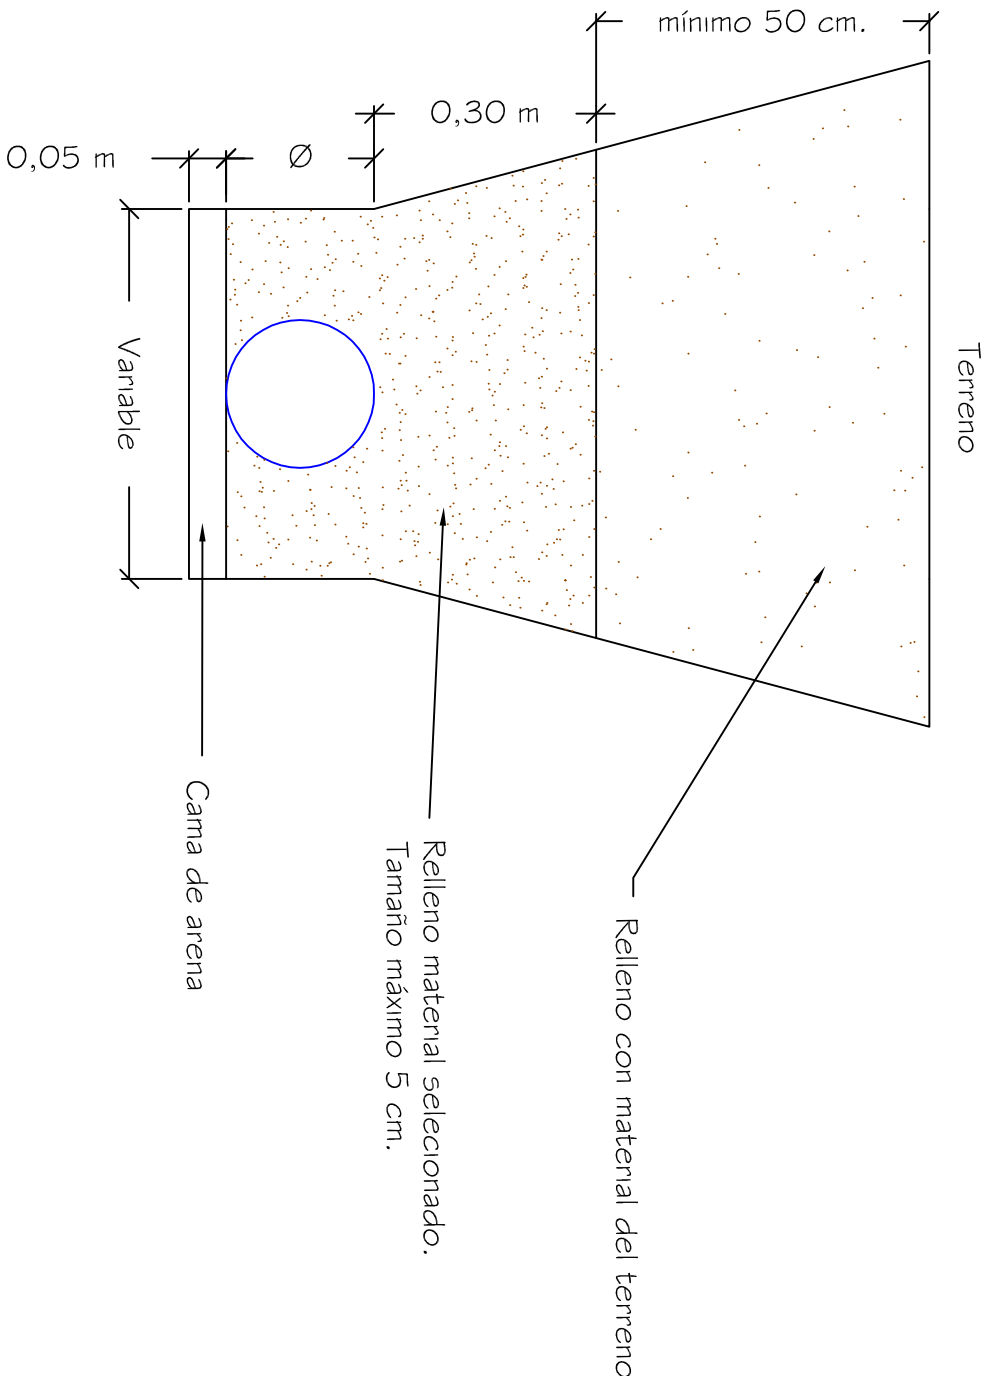 mínimo 50 cm.
0,30 m
Ø
0,05 m
Variable
Terreno
Cama de arena
Relleno material selecionado.
Tamaño máximo 5 cm.
Relleno con material del terreno